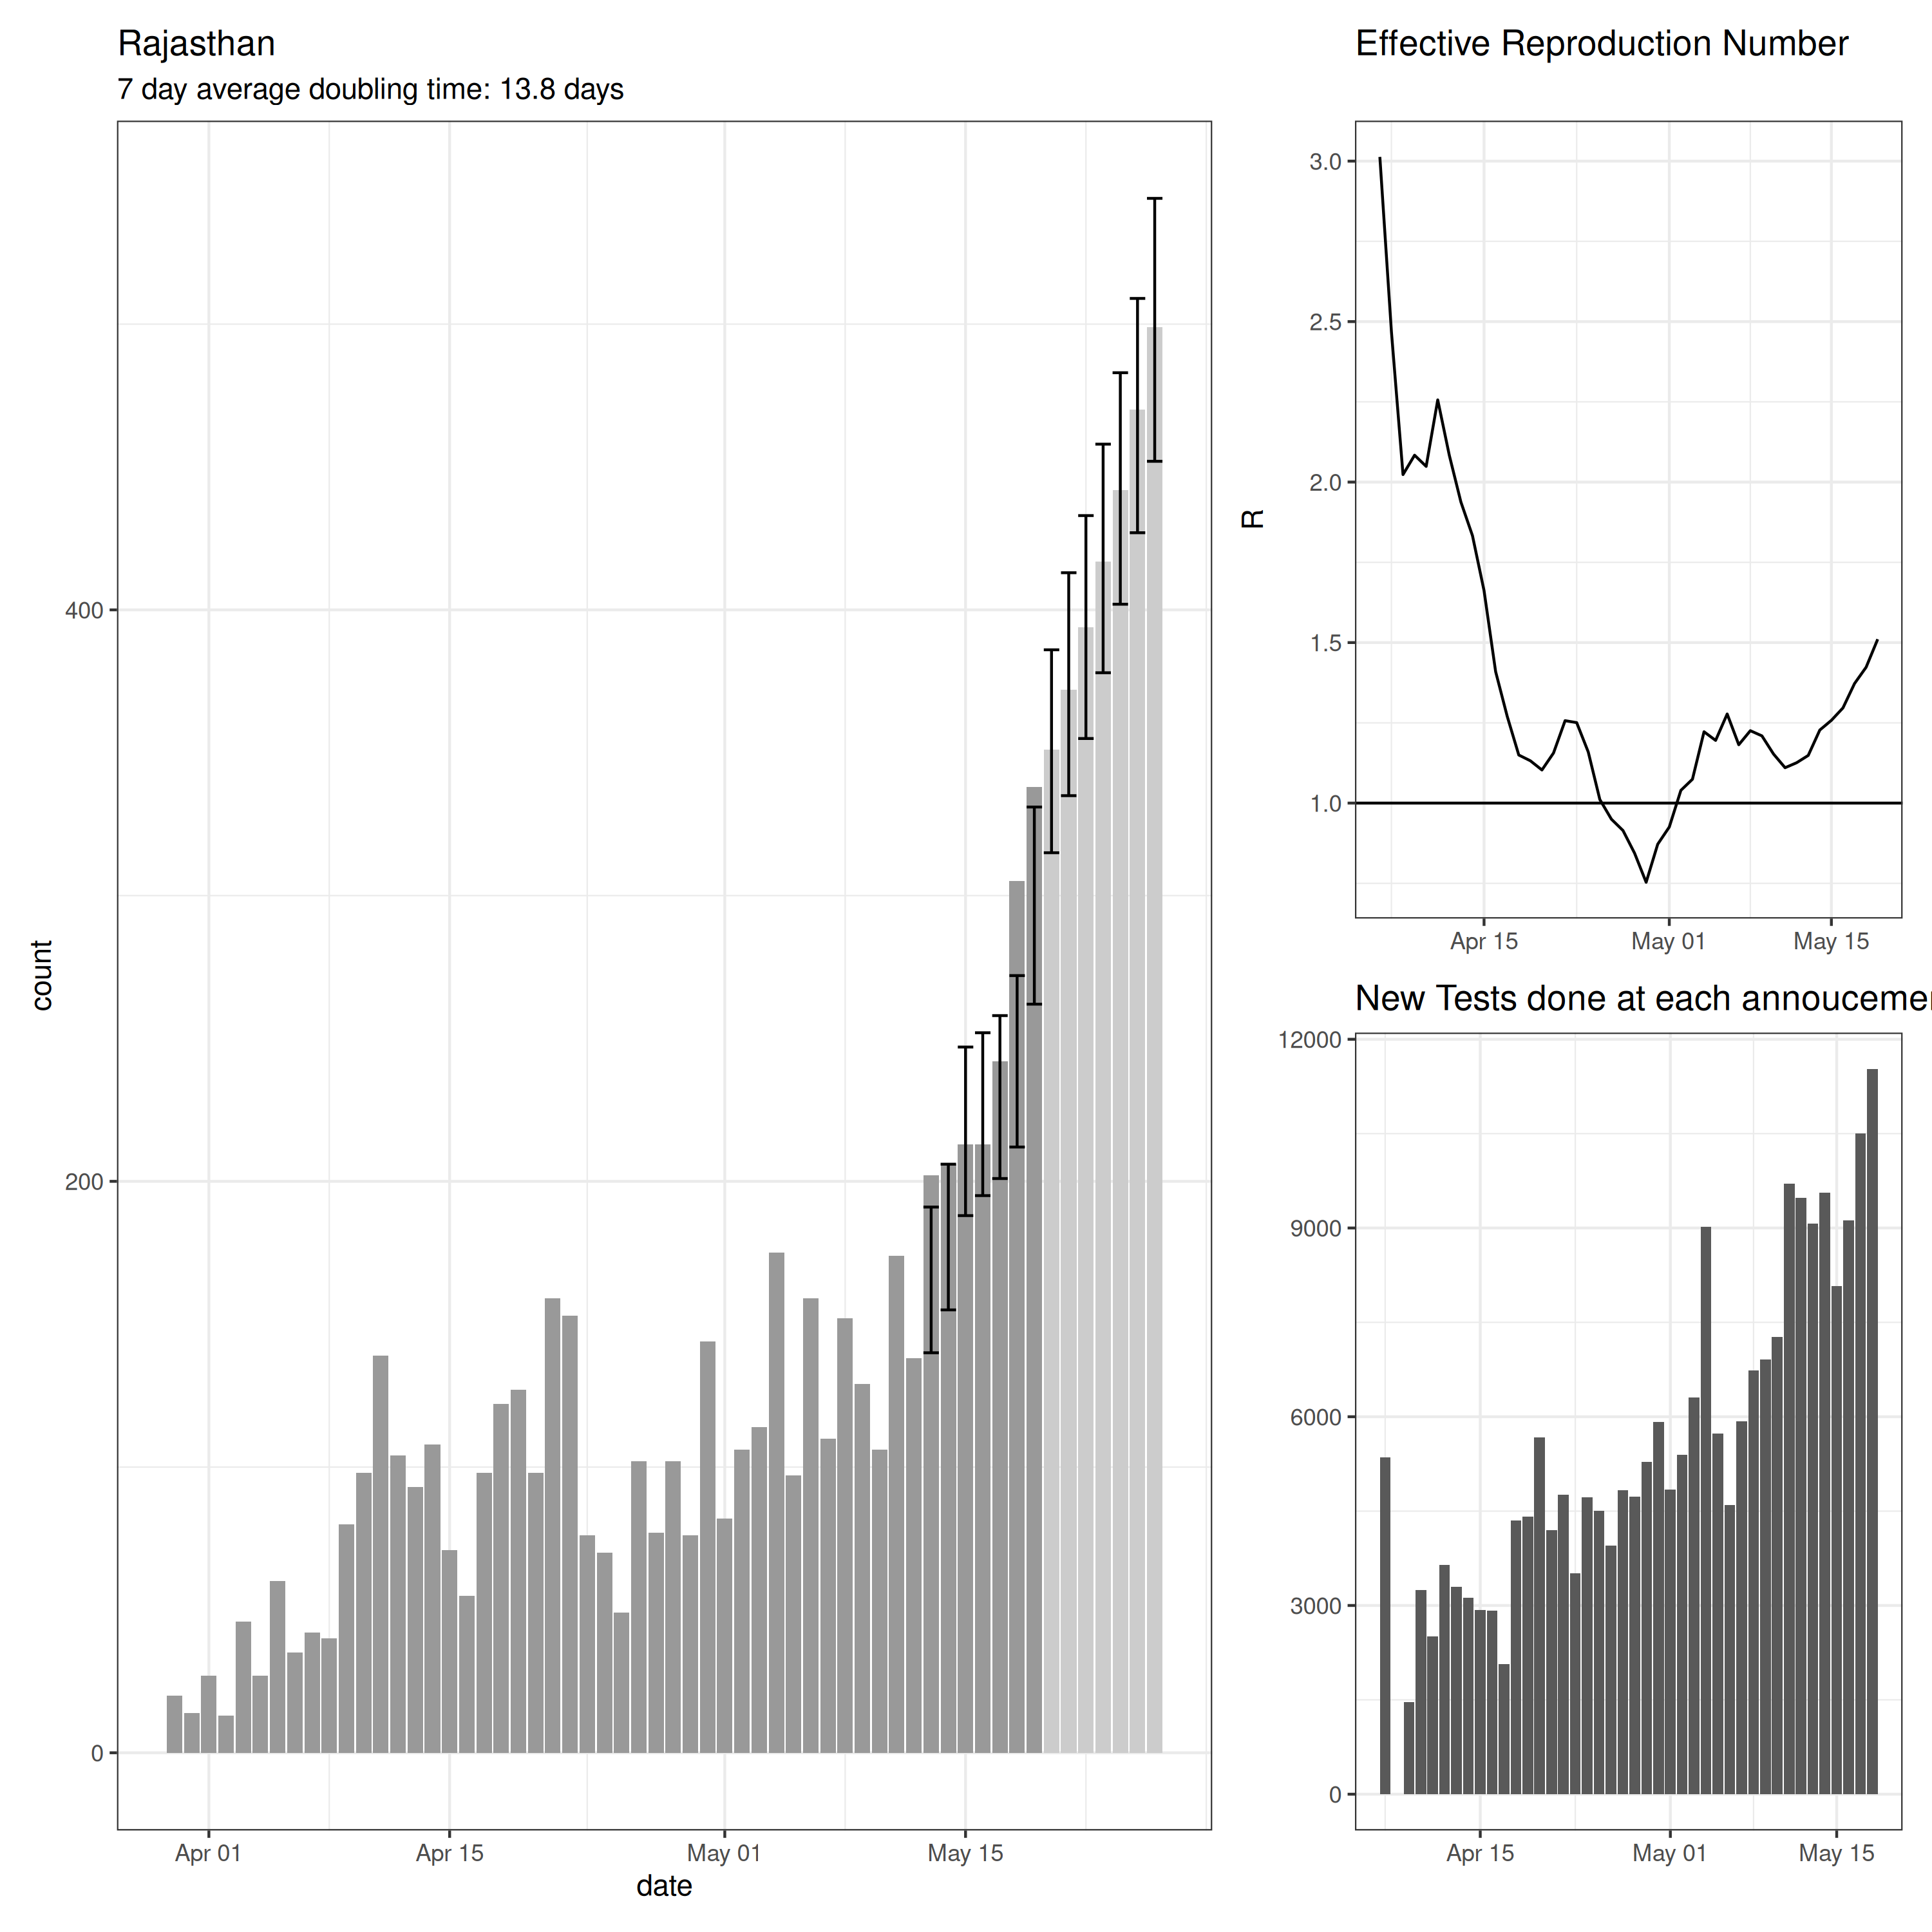 Rajasthan
7 day average doubling time: 13.8 days
count
400
200
0
Apr 01
Apr 15
May 01
May 15
date
Effective Reproduction Number
R
3.0
2.5
2.0
1.5
1.0
Apr 15
May 01
May 15
New Tests done at each annoucemen
12000
9000
6000
3000
0
Apr 15
May 01
May 15